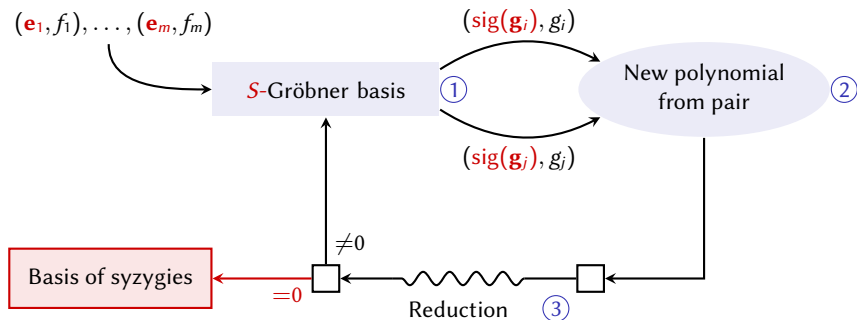 (e₁, f₁), . . . , (eₘ, fₘ)
(sig(gᵢ), gᵢ)
S-Gröbner basis
①
New polynomial
from pair
②
(sig(gⱼ), gⱼ)
≠0
Basis of syzygies
=0
Reduction
③